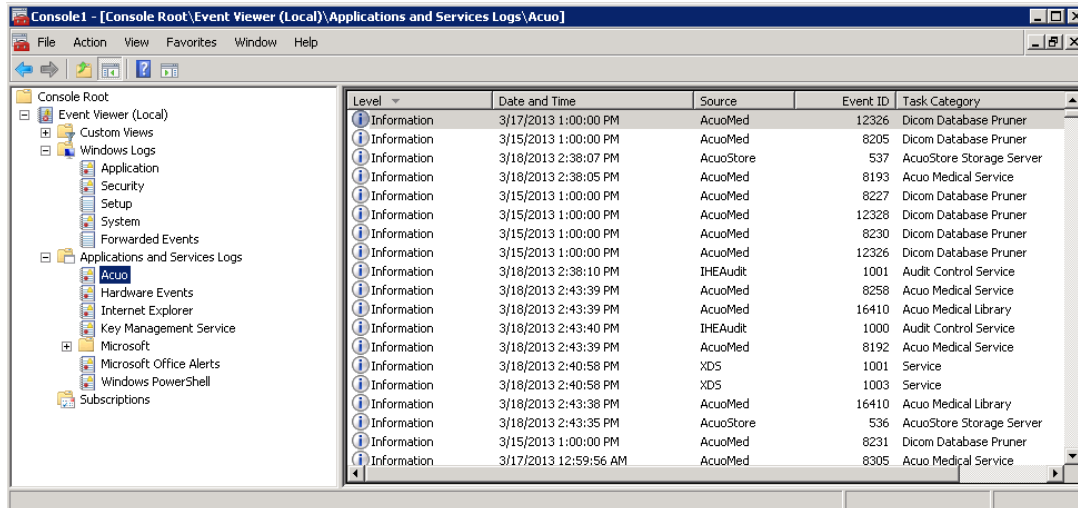 Console1 - [Console Root\Event Viewer (Local)\Applications and Services Logs\Acuo]
File Action View Favorites Window Help
Console Root
Event Viewer (Local)
Custom Views
Windows Logs
Application
Security
Setup
System
Forwarded Events
Applications and Services Logs
Acuo
Hardware Events
Internet Explorer
Key Management Service
Microsoft
Microsoft Office Alerts
Windows PowerShell
Subscriptions
Level Date and Time Source Event ID Task Category
Information 3/17/2013 1:00:00 PM AcuoMed 12326 Dicom Database Pruner
Information 3/15/2013 1:00:00 PM AcuoMed 8205 Dicom Database Pruner
Information 3/18/2013 2:38:07 PM AcuoStore 537 AcuoStore Storage Server
Information 3/18/2013 2:38:05 PM AcuoMed 8193 Acuo Medical Service
Information 3/15/2013 1:00:00 PM AcuoMed 8227 Dicom Database Pruner
Information 3/15/2013 1:00:00 PM AcuoMed 12328 Dicom Database Pruner
Information 3/15/2013 1:00:00 PM AcuoMed 8230 Dicom Database Pruner
Information 3/15/2013 1:00:00 PM AcuoMed 12326 Dicom Database Pruner
Information 3/18/2013 2:38:10 PM IHEAudit 1001 Audit Control Service
Information 3/18/2013 2:43:39 PM AcuoMed 8258 Acuo Medical Service
Information 3/18/2013 2:43:39 PM AcuoMed 16410 Acuo Medical Library
Information 3/18/2013 2:43:40 PM IHEAudit 1000 Audit Control Service
Information 3/18/2013 2:43:39 PM AcuoMed 8192 Acuo Medical Service
Information 3/18/2013 2:40:58 PM XDS 1001 Service
Information 3/18/2013 2:40:58 PM XDS 1003 Service
Information 3/18/2013 2:43:38 PM AcuoMed 16410 Acuo Medical Library
Information 3/18/2013 2:43:35 PM AcuoStore 536 AcuoStore Storage Server
Information 3/15/2013 1:00:00 PM AcuoMed 8231 Dicom Database Pruner
Information 3/17/2013 12:59:56 AM AcuoMed 8305 Acuo Medical Service